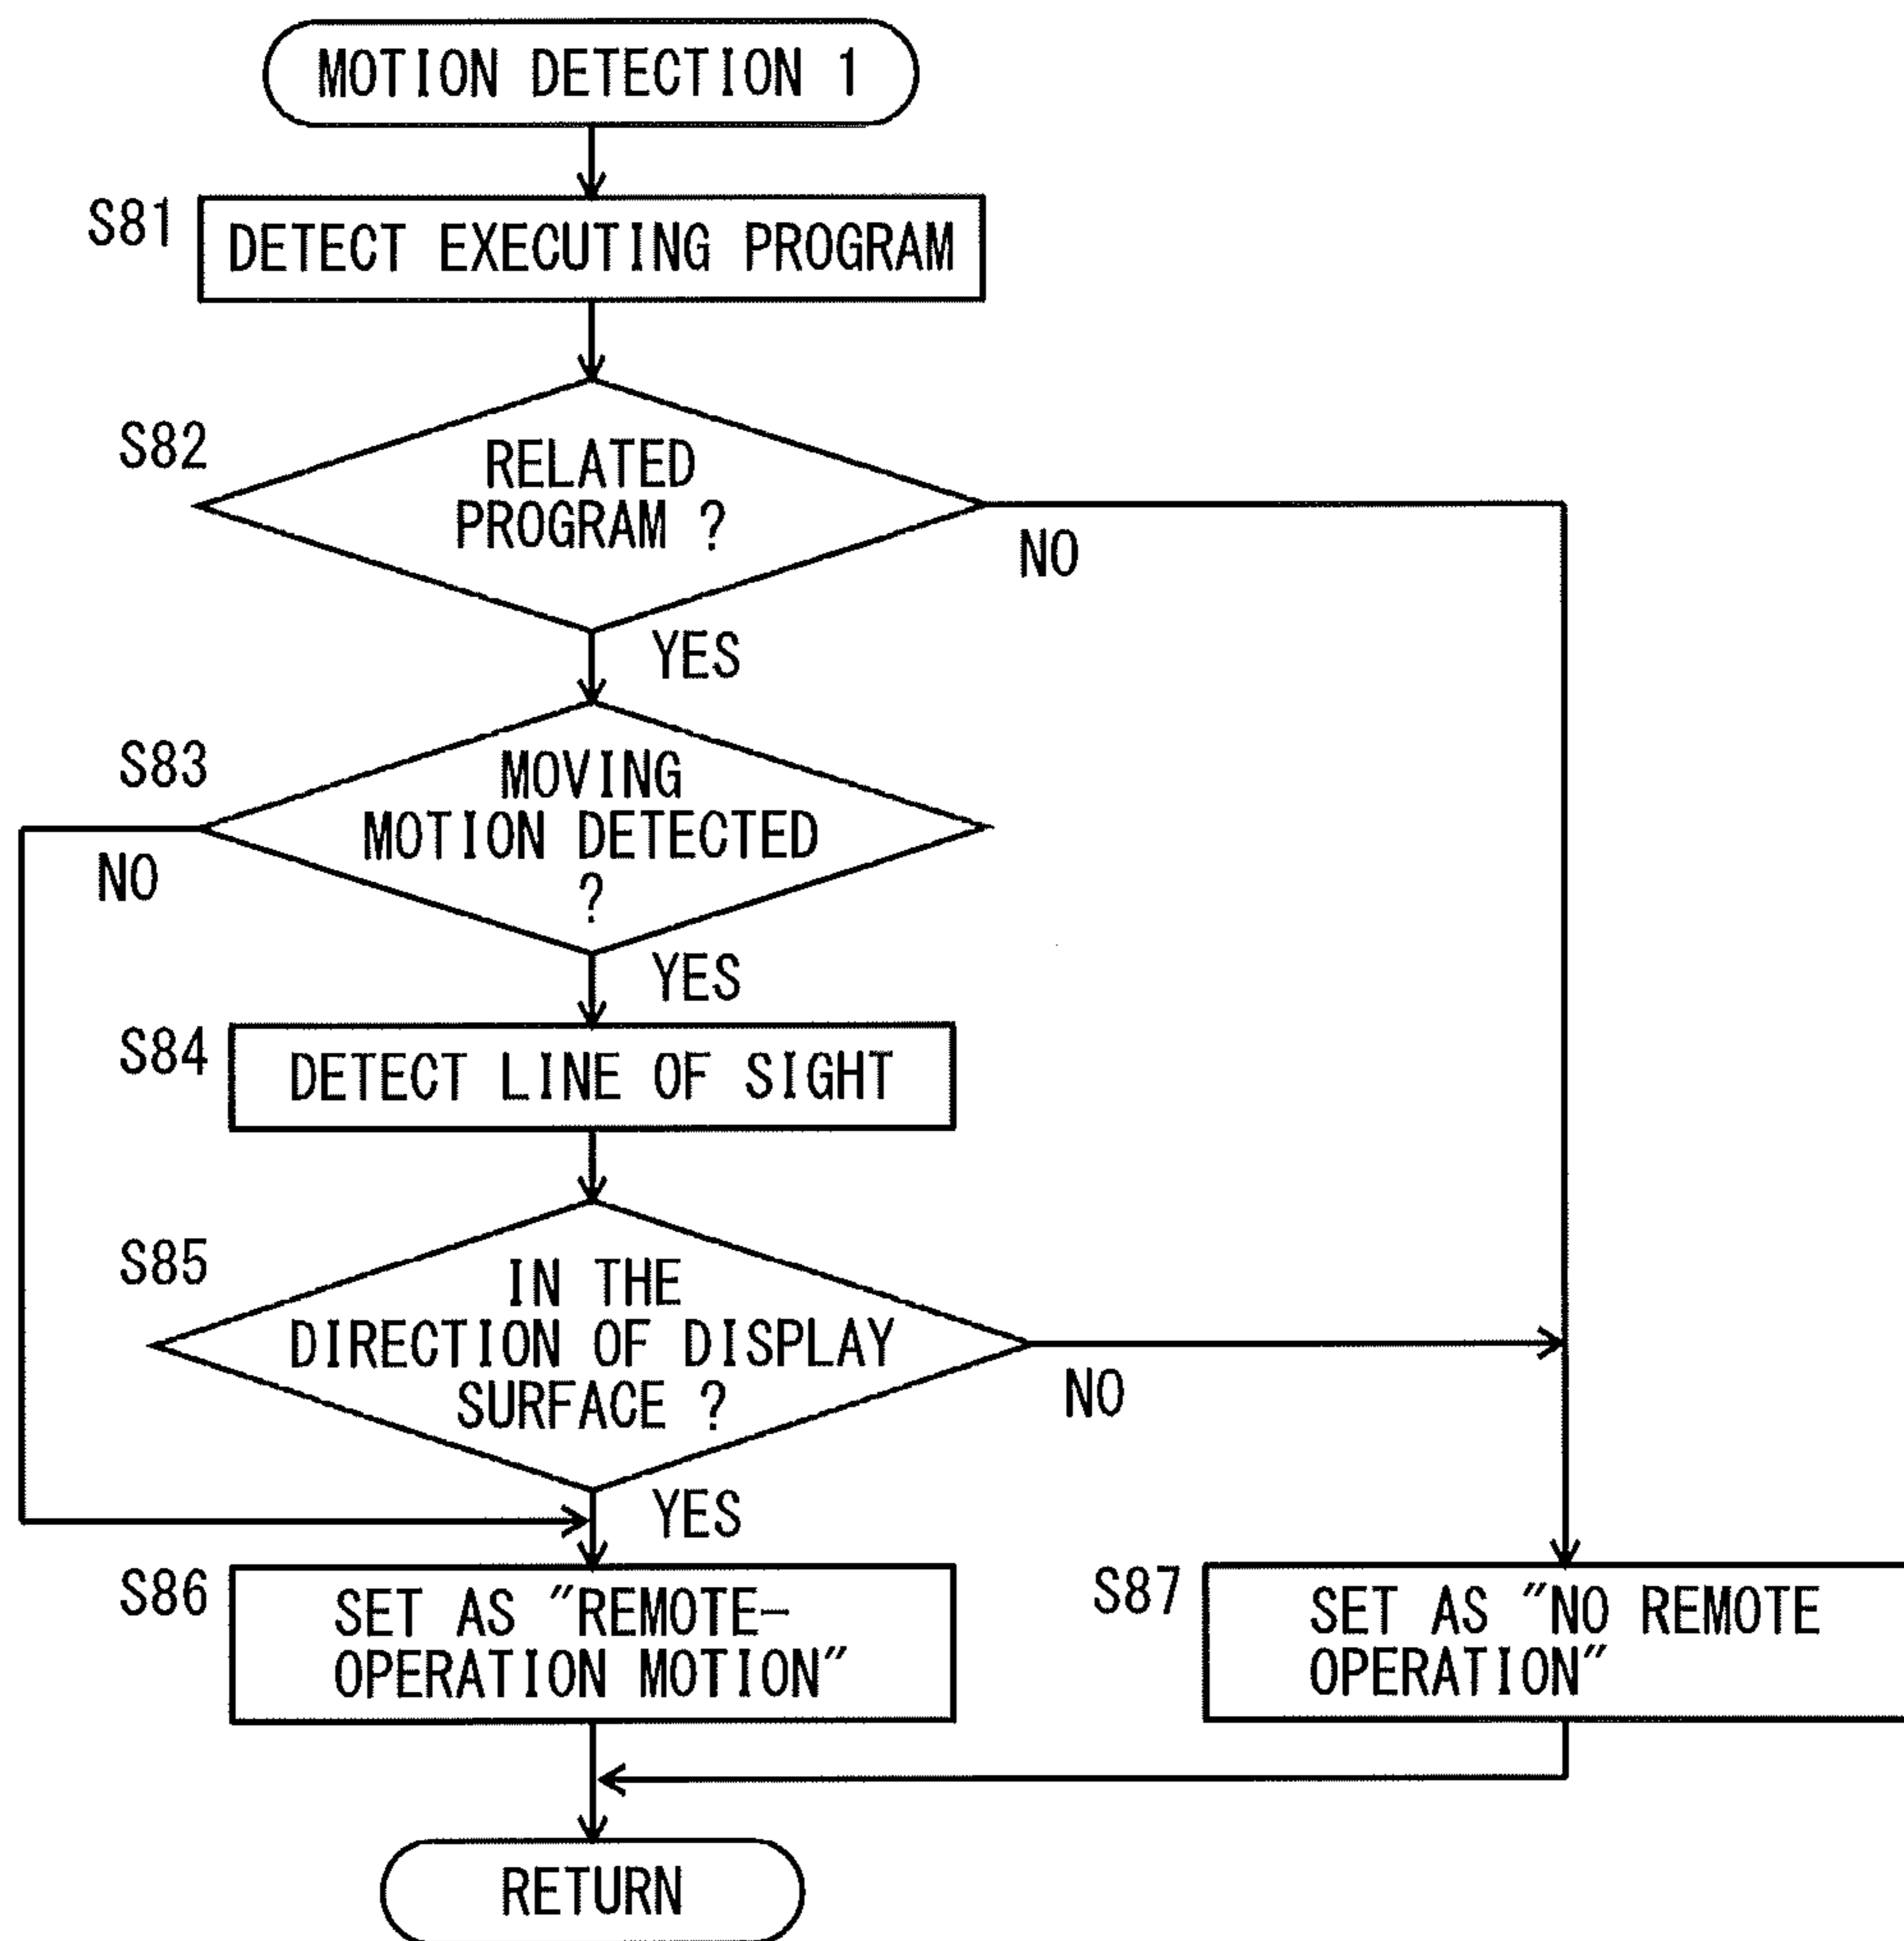 MOTION DETECTION 1
S81
DETECT EXECUTING PROGRAM
S82
RELATED
PROGRAM ?
NO
YES
S83
MOVING
MOTION DETECTED
?
NO
YES
S84
DETECT LINE OF SIGHT
S85
IN THE
DIRECTION OF DISPLAY
SURFACE ?
NO
YES
S86
SET AS "REMOTE-
OPERATION MOTION"
S87
SET AS "NO REMOTE
OPERATION"
RETURN